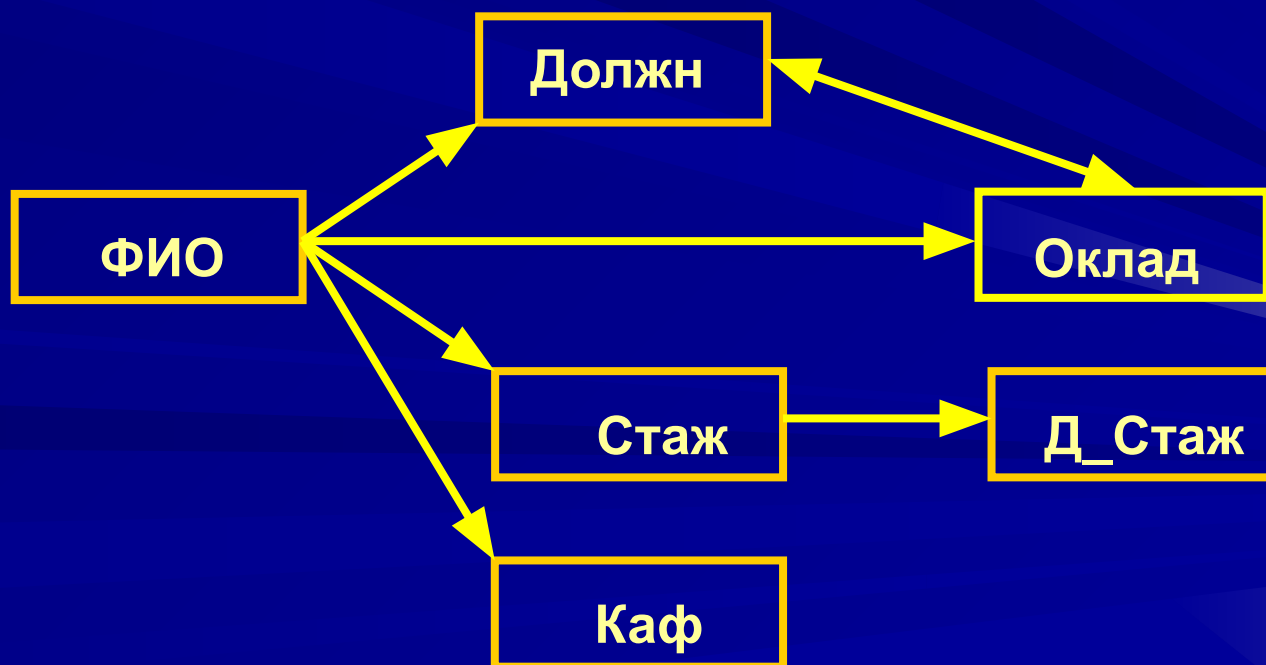 Должн
ФИО
Оклад
Стаж
Д_Стаж
Каф